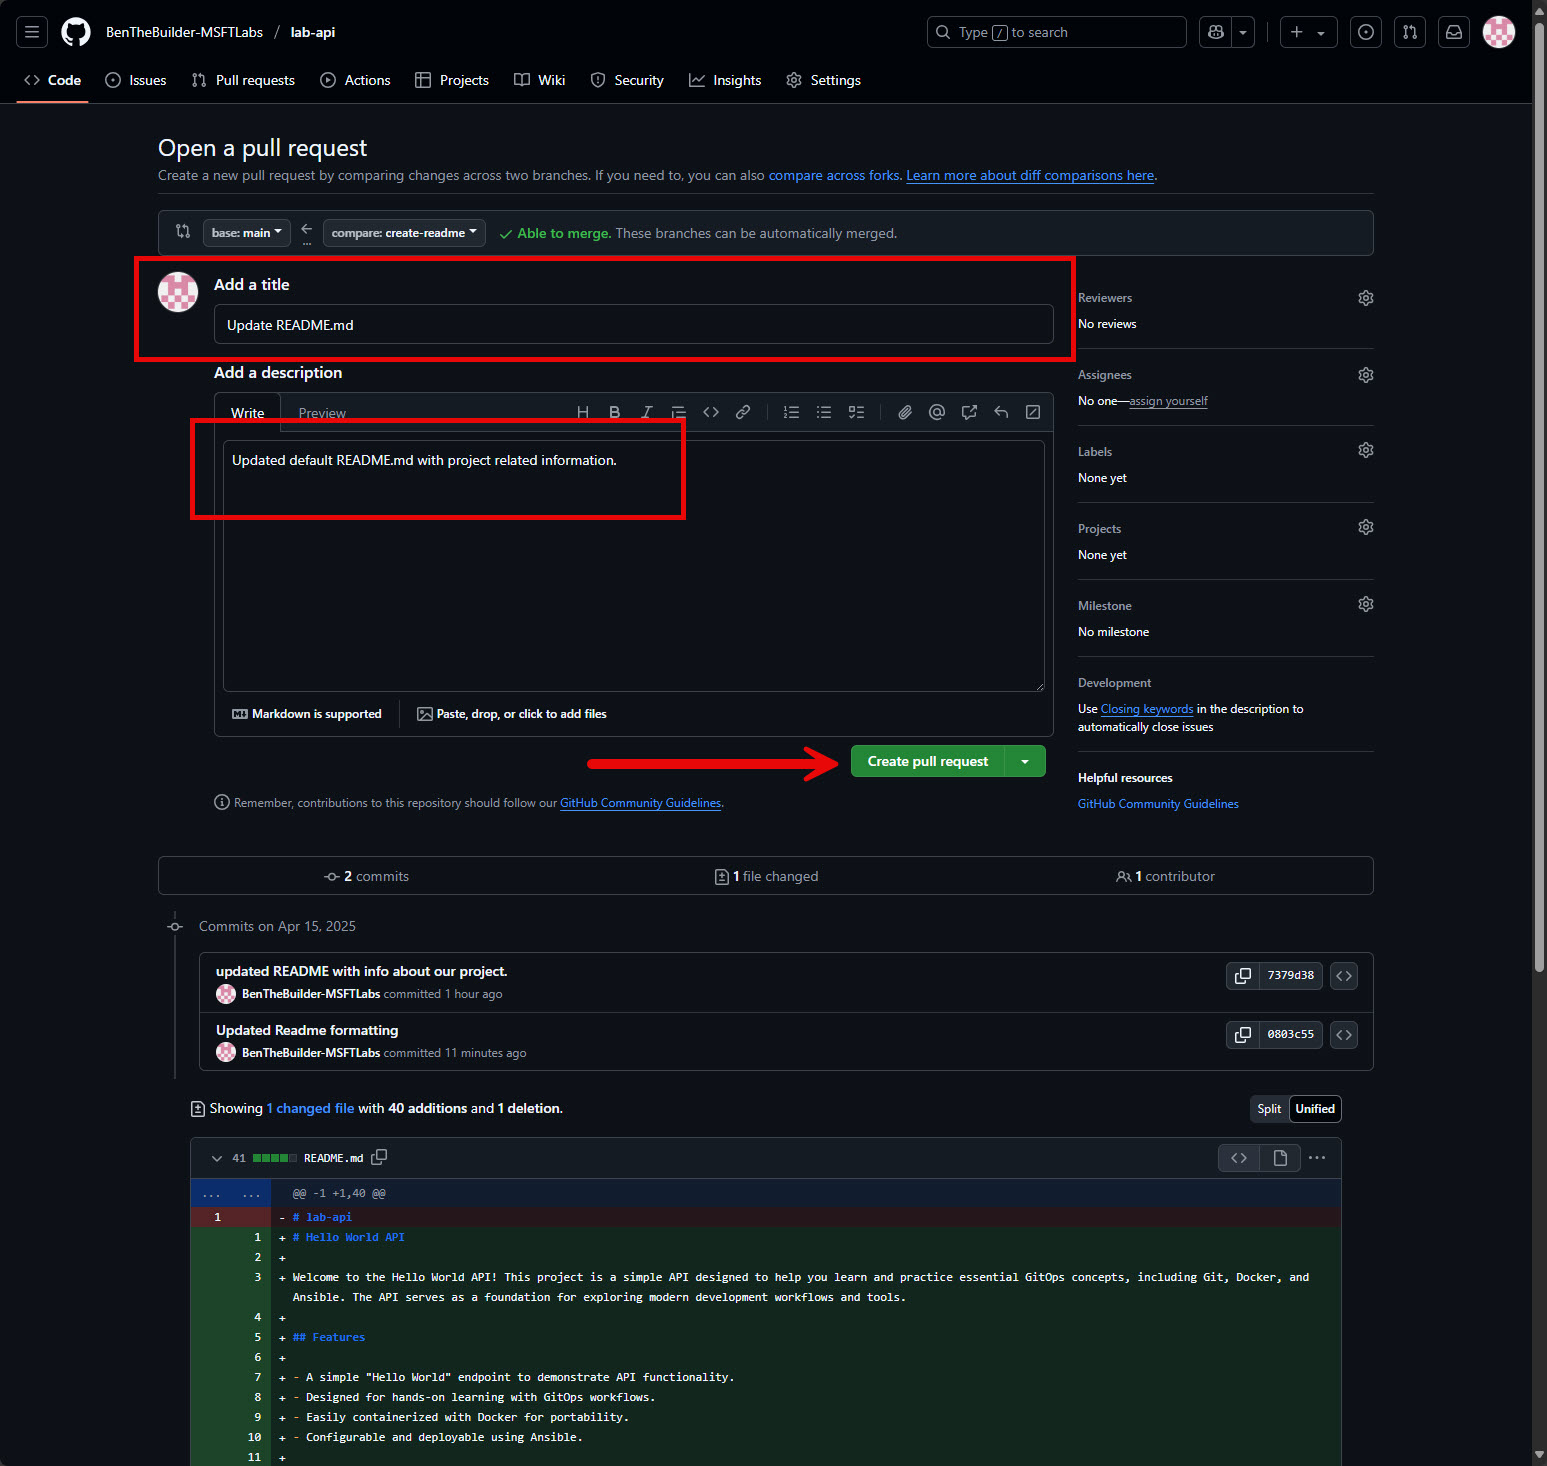 BenTheBuilder-MSFTLabs / lab-api
Type / to search
Code Issues Pull requests Actions Projects Wiki Security Insights Settings
Open a pull request
Create a new pull request by comparing changes across two branches. If you need to, you can also compare across forks. Learn more about diff comparisons here.
base: main compare: create-readme Able to merge. These branches can be automatically merged.
Add a title
Update README.md
Add a description
Write Preview
Updated default README.md with project related information.
Markdown is supported
Paste, drop, or click to add files
Create pull request
Remember, contributions to this repository should follow our GitHub Community Guidelines.
Reviewers
No reviews
Assignees
No one—assign yourself
Labels
None yet
Projects
None yet
Milestone
No milestone
Development
Use Closing keywords in the description to
automatically close issues
Helpful resources
GitHub Community Guidelines
2 commits 1 file changed 1 contributor
Commits on Apr 15, 2025
updated README with info about our project.
7379d38
BenTheBuilder-MSFTLabs committed 1 hour ago
Updated Readme formatting
0803c55
BenTheBuilder-MSFTLabs committed 11 minutes ago
Showing 1 changed file with 40 additions and 1 deletion.
Split Unified
41 README.md
... ... @@ -1 +1,40 @@
1 - # lab-api
1 + # Hello World API
2 +
3 + Welcome to the Hello World API! This project is a simple API designed to help you learn and practice essential GitOps concepts, including Git, Docker, and
Ansible. The API serves as a foundation for exploring modern development workflows and tools.
4 +
5 + ## Features
6 +
7 + - A simple "Hello World" endpoint to demonstrate API functionality.
8 + - Designed for hands-on learning with GitOps workflows.
9 + - Easily containerized with Docker for portability.
10 + - Configurable and deployable using Ansible.
11 +